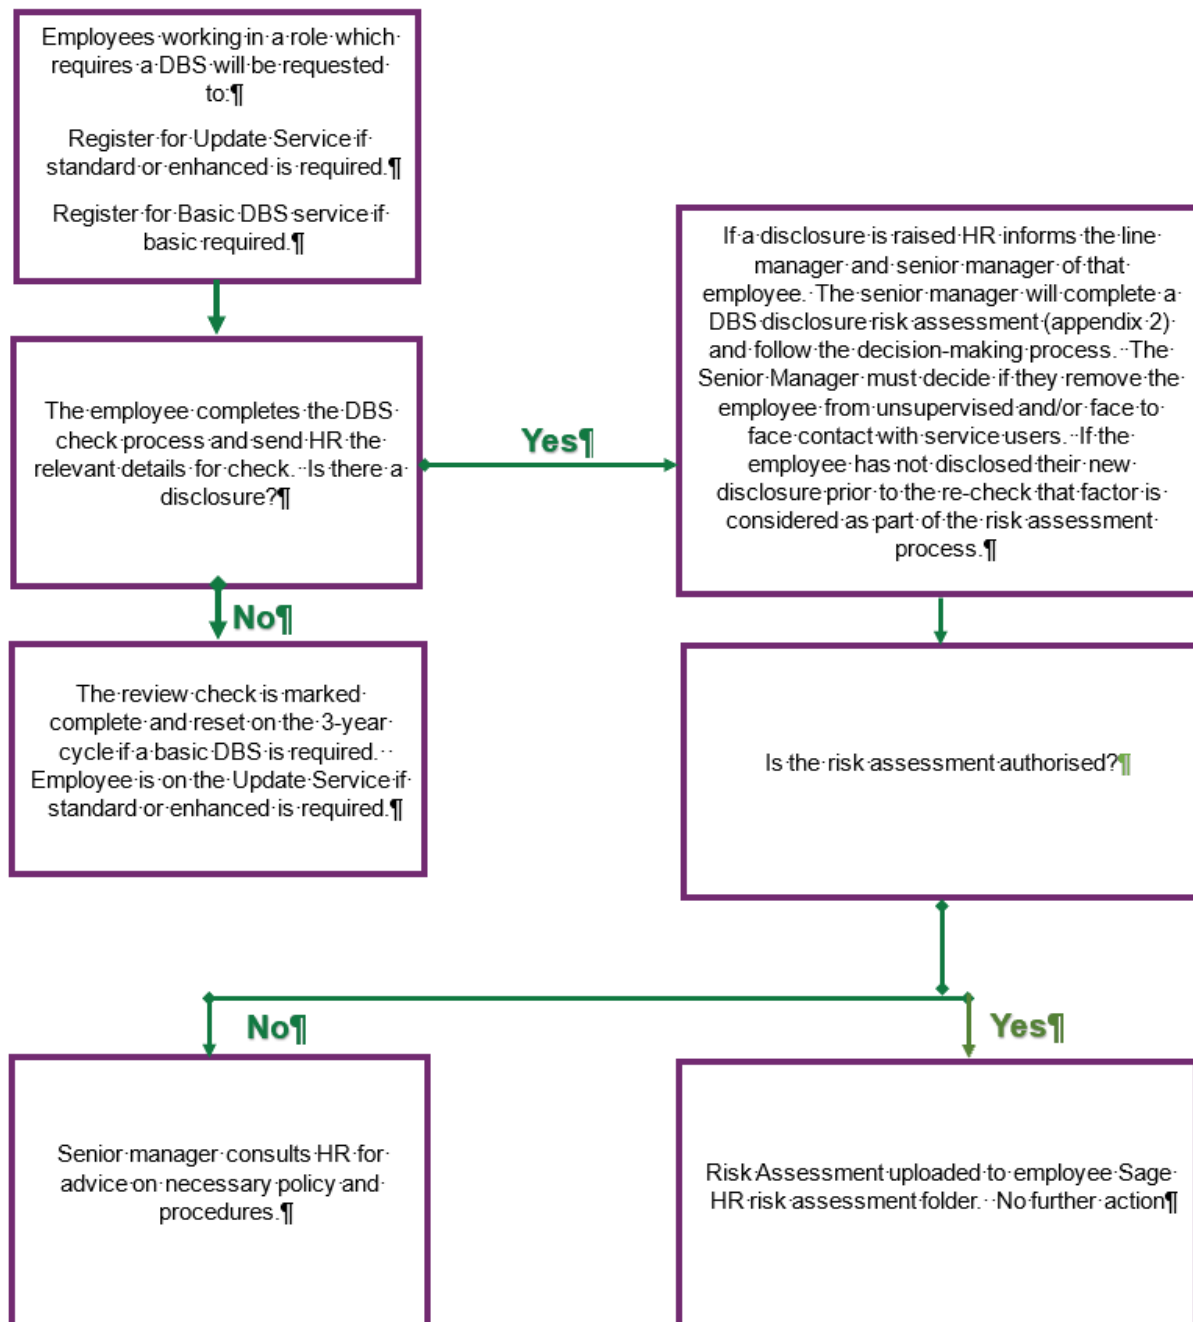 Employees working in a role which
requires a DBS will be requested
to:¶
Register for Update Service if
standard or enhanced is required.¶
Register for Basic DBS service if
basic required.¶
The employee completes the DBS
check process and send HR the
relevant details for check.  Is there a
disclosure?¶
Yes¶
If a disclosure is raised HR informs the line
manager and senior manager of that
employee.  The senior manager will complete a
DBS disclosure risk assessment (appendix 2)
and follow the decision-making process.  The
Senior Manager must decide if they remove the
employee from unsupervised and/or face to
face contact with service users.  If the
employee has not disclosed their new
disclosure prior to the re-check that factor is
considered as part of the risk assessment
process.¶
No¶
The review check is marked
complete and reset on the 3-year
cycle if a basic DBS is required.
Employee is on the Update Service if
standard or enhanced is required.¶
Is the risk assessment authorised?¶
No¶
Yes¶
Senior manager consults HR for
advice on necessary policy and
procedures.¶
Risk Assessment uploaded to employee Sage
HR risk assessment folder.  No further action¶